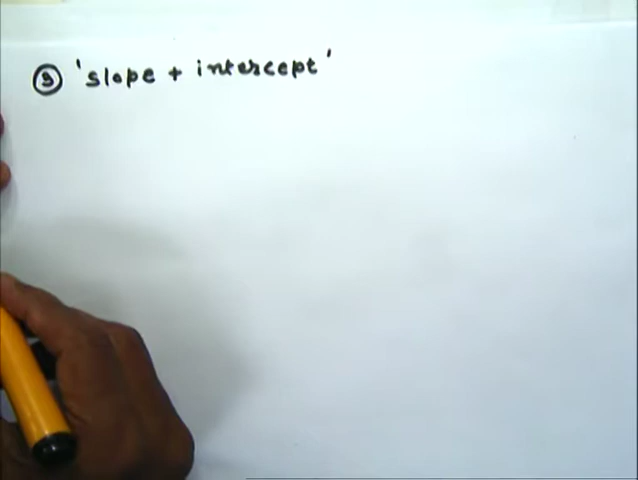 ③ 'slope + intercept'